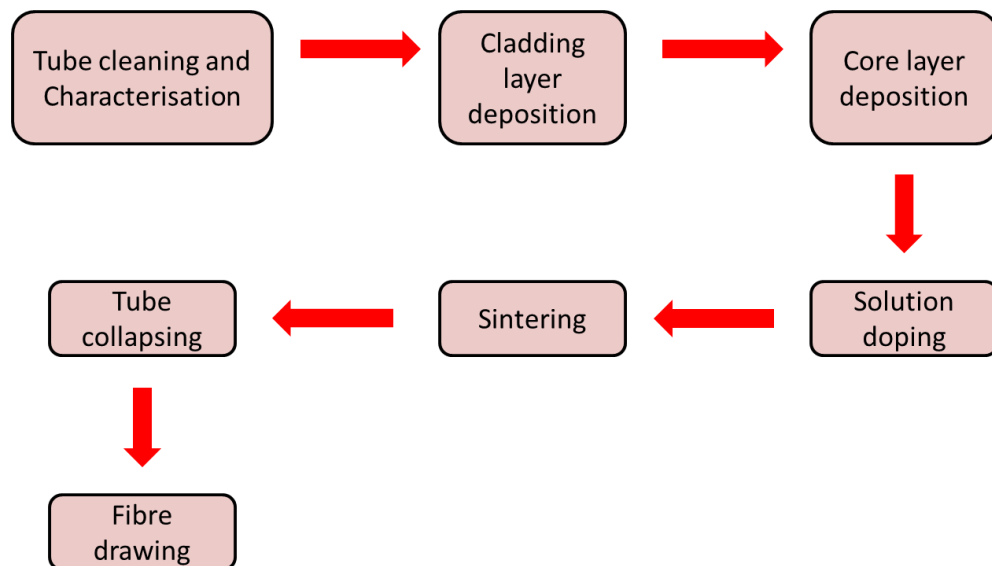 Tube cleaning and
Characterisation
Cladding
layer
deposition
Core layer
deposition
Solution
doping
Sintering
Tube
collapsing
Fibre
drawing